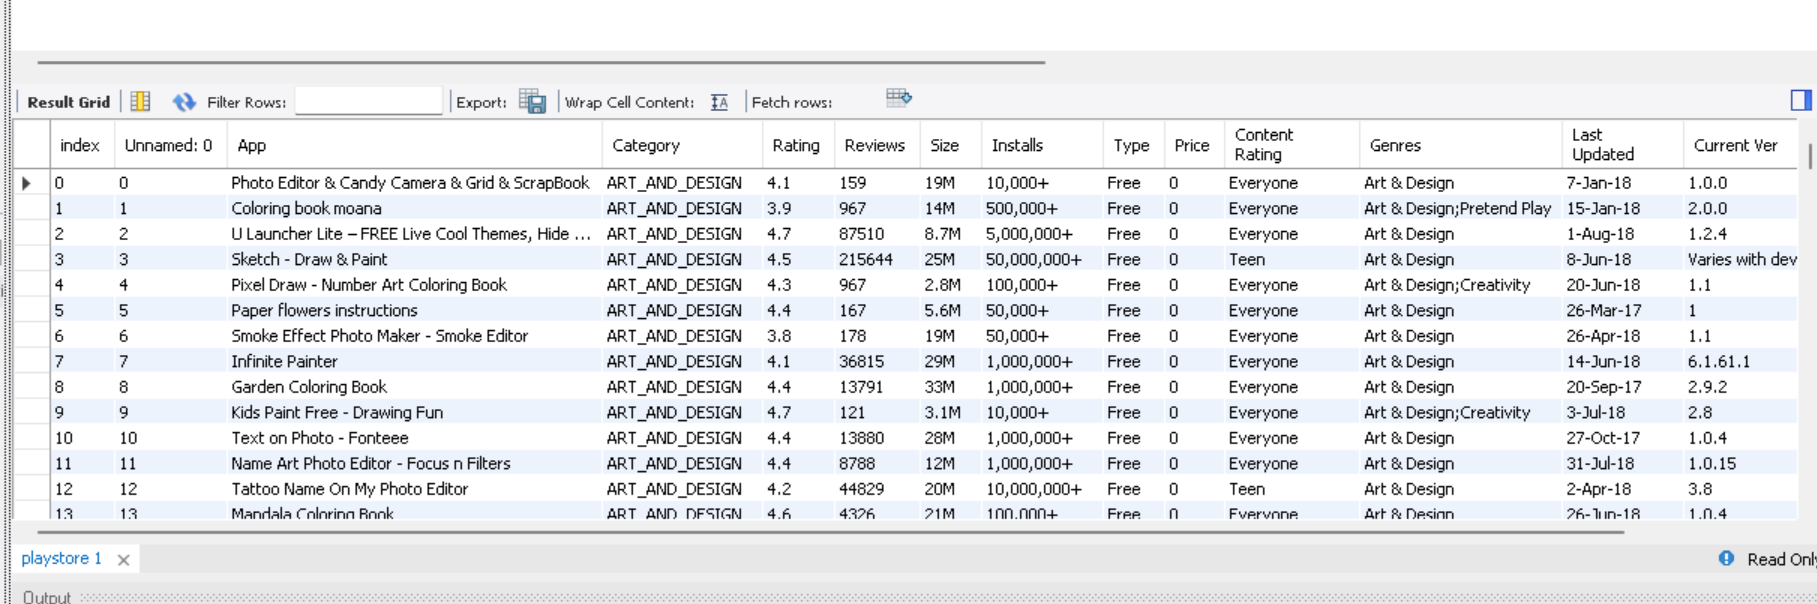 Result Grid Filter Rows: Export: Wrap Cell Content: Fetch rows:
index Unnamed: 0 App Category Rating Reviews Size Installs Type Price Content Rating Genres Last Updated Current Ver
0 0 Photo Editor & Candy Camera & Grid & ScrapBook ART_AND_DESIGN 4.1 159 19M 10,000+ Free 0 Everyone Art & Design 7-Jan-18 1.0.0
1 1 Coloring book moana ART_AND_DESIGN 3.9 967 14M 500,000+ Free 0 Everyone Art & Design;Pretend Play 15-Jan-18 2.0.0
2 2 U Launcher Lite – FREE Live Cool Themes, Hide ... ART_AND_DESIGN 4.7 87510 8.7M 5,000,000+ Free 0 Everyone Art & Design 1-Aug-18 1.2.4
3 3 Sketch - Draw & Paint ART_AND_DESIGN 4.5 215644 25M 50,000,000+ Free 0 Teen Art & Design 8-Jun-18 Varies with dev
4 4 Pixel Draw - Number Art Coloring Book ART_AND_DESIGN 4.3 967 2.8M 100,000+ Free 0 Everyone Art & Design;Creativity 20-Jun-18 1.1
5 5 Paper flowers instructions ART_AND_DESIGN 4.4 167 5.6M 50,000+ Free 0 Everyone Art & Design 26-Mar-17 1
6 6 Smoke Effect Photo Maker - Smoke Editor ART_AND_DESIGN 3.8 178 19M 50,000+ Free 0 Everyone Art & Design 26-Apr-18 1.1
7 7 Infinite Painter ART_AND_DESIGN 4.1 36815 29M 1,000,000+ Free 0 Everyone Art & Design 14-Jun-18 6.1.61.1
8 8 Garden Coloring Book ART_AND_DESIGN 4.4 13791 33M 1,000,000+ Free 0 Everyone Art & Design 20-Sep-17 2.9.2
9 9 Kids Paint Free - Drawing Fun ART_AND_DESIGN 4.7 121 3.1M 10,000+ Free 0 Everyone Art & Design;Creativity 3-Jul-18 2.8
10 10 Text on Photo - Fonteee ART_AND_DESIGN 4.4 13880 28M 1,000,000+ Free 0 Everyone Art & Design 27-Oct-17 1.0.4
11 11 Name Art Photo Editor - Focus n Filters ART_AND_DESIGN 4.4 8788 12M 1,000,000+ Free 0 Everyone Art & Design 31-Jul-18 1.0.15
12 12 Tattoo Name On My Photo Editor ART_AND_DESIGN 4.2 44829 20M 10,000,000+ Free 0 Teen Art & Design 2-Apr-18 3.8
13 13 Mandala Coloring Book ART_AND_DESIGN 4.6 4326 21M 100,000+ Free 0 Everyone Art & Design 26-Jun-18 1.0.4
playstore 1 Read Only
Output